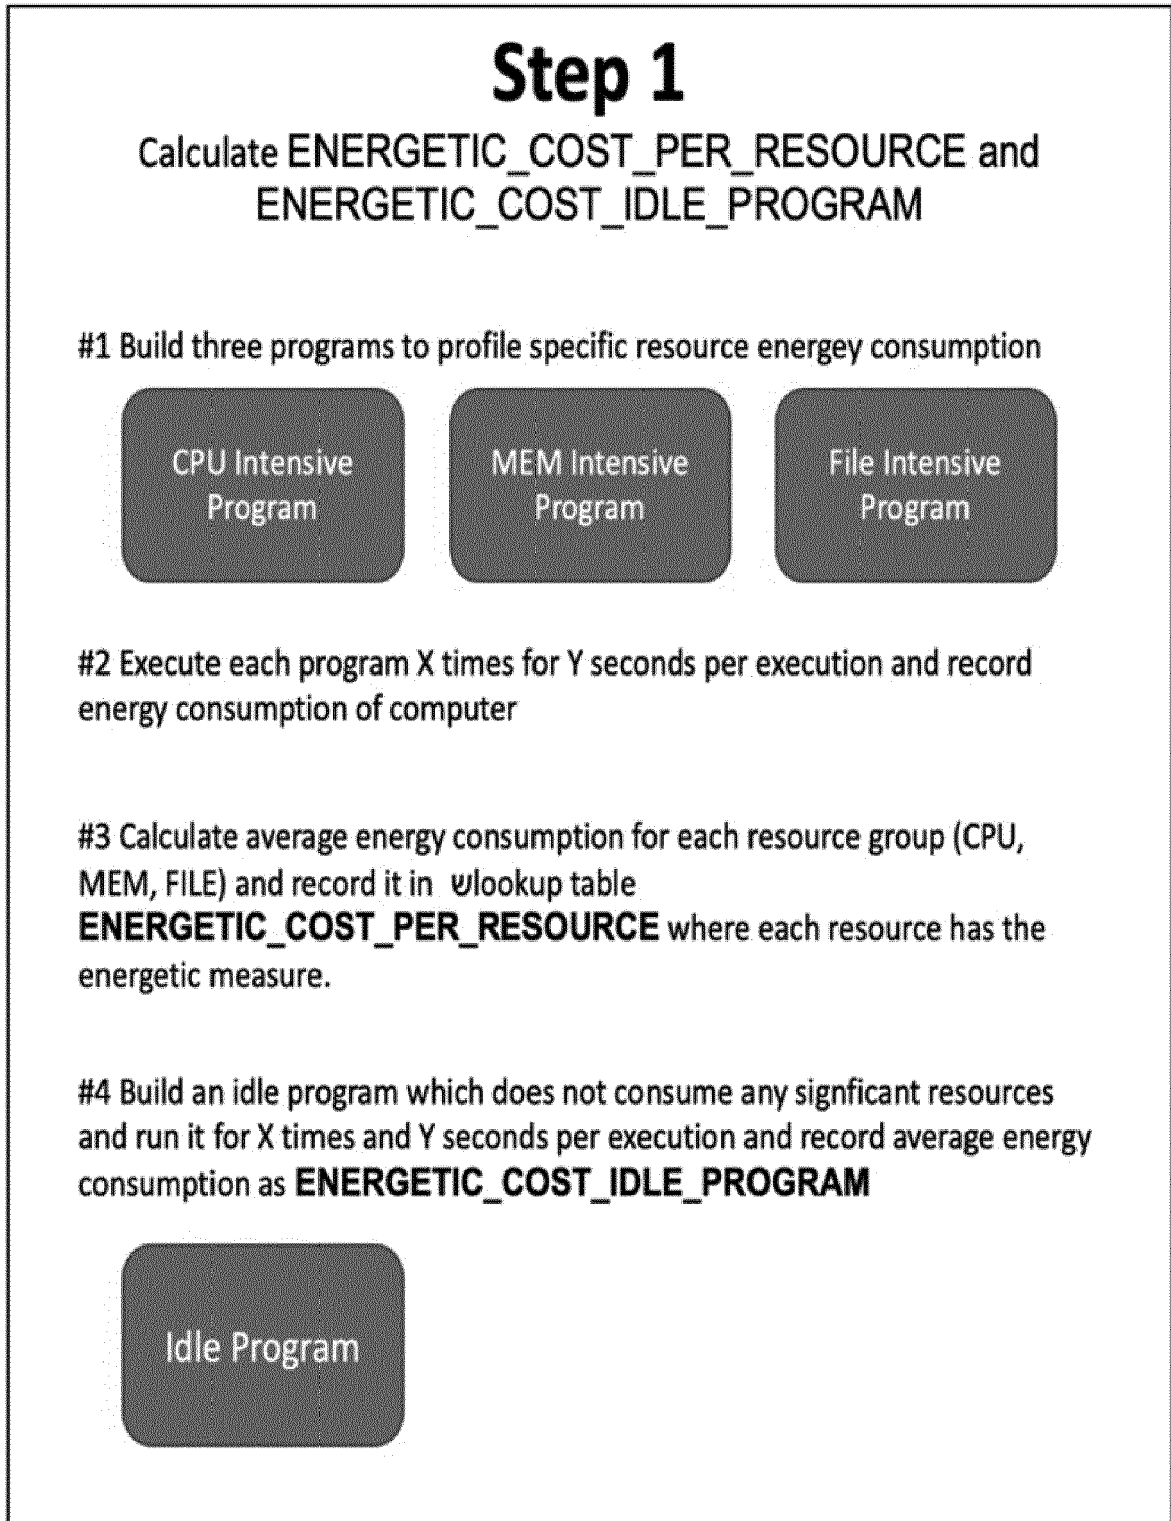 Step 1
Calculate ENERGETIC_COST_PER_RESOURCE and
ENERGETIC_COST_IDLE_PROGRAM
#1 Build three programs to profile specific resource energey consumption
CPU Intensive
Program
MEM Intensive
Program
File Intensive
Program
#2 Execute each program X times for Y seconds per execution and record
energy consumption of computer
#3 Calculate average energy consumption for each resource group (CPU,
MEM, FILE) and record it in שlookup table
ENERGETIC_COST_PER_RESOURCE where each resource has the
energetic measure.
#4 Build an idle program which does not consume any signficant resources
and run it for X times and Y seconds per execution and record average energy
consumption as ENERGETIC_COST_IDLE_PROGRAM
Idle Program